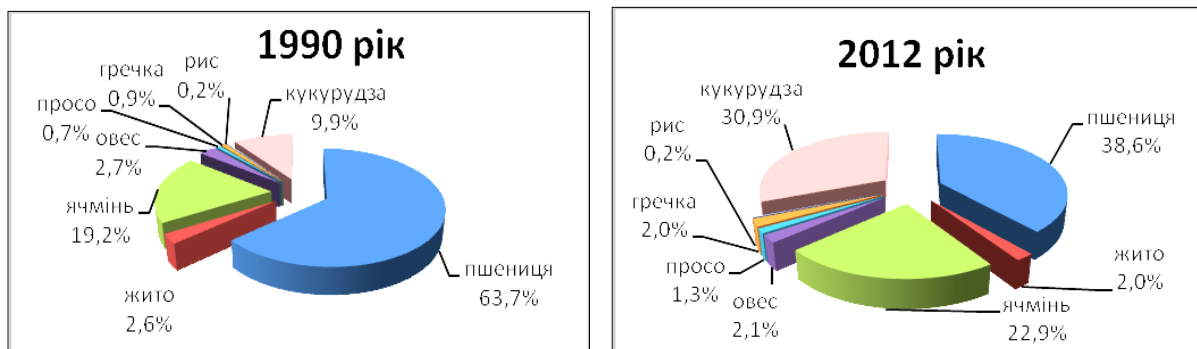 1990 рік
рис
0,2%
гречка
0,9%
просо
0,7%
овес
2,7%
ячмінь
19,2%
жито
2,6%
кукурудза
9,9%
пшениця
63,7%
2012 рік
кукурудза
30,9%
рис
0,2%
гречка
2,0%
просо
1,3%
овес
2,1%
ячмінь
22,9%
жито
2,0%
пшениця
38,6%